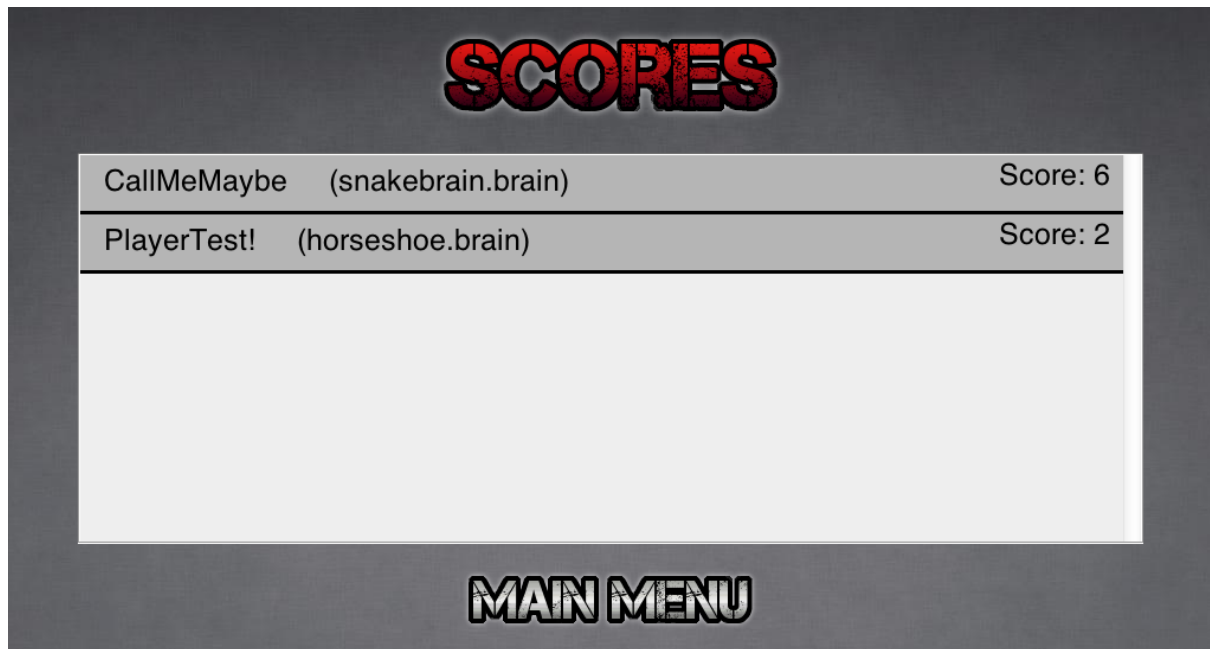 SCORES
CallMeMaybe (snakebrain.brain) Score: 6
PlayerTest! (horseshoe.brain) Score: 2
MAIN MENU